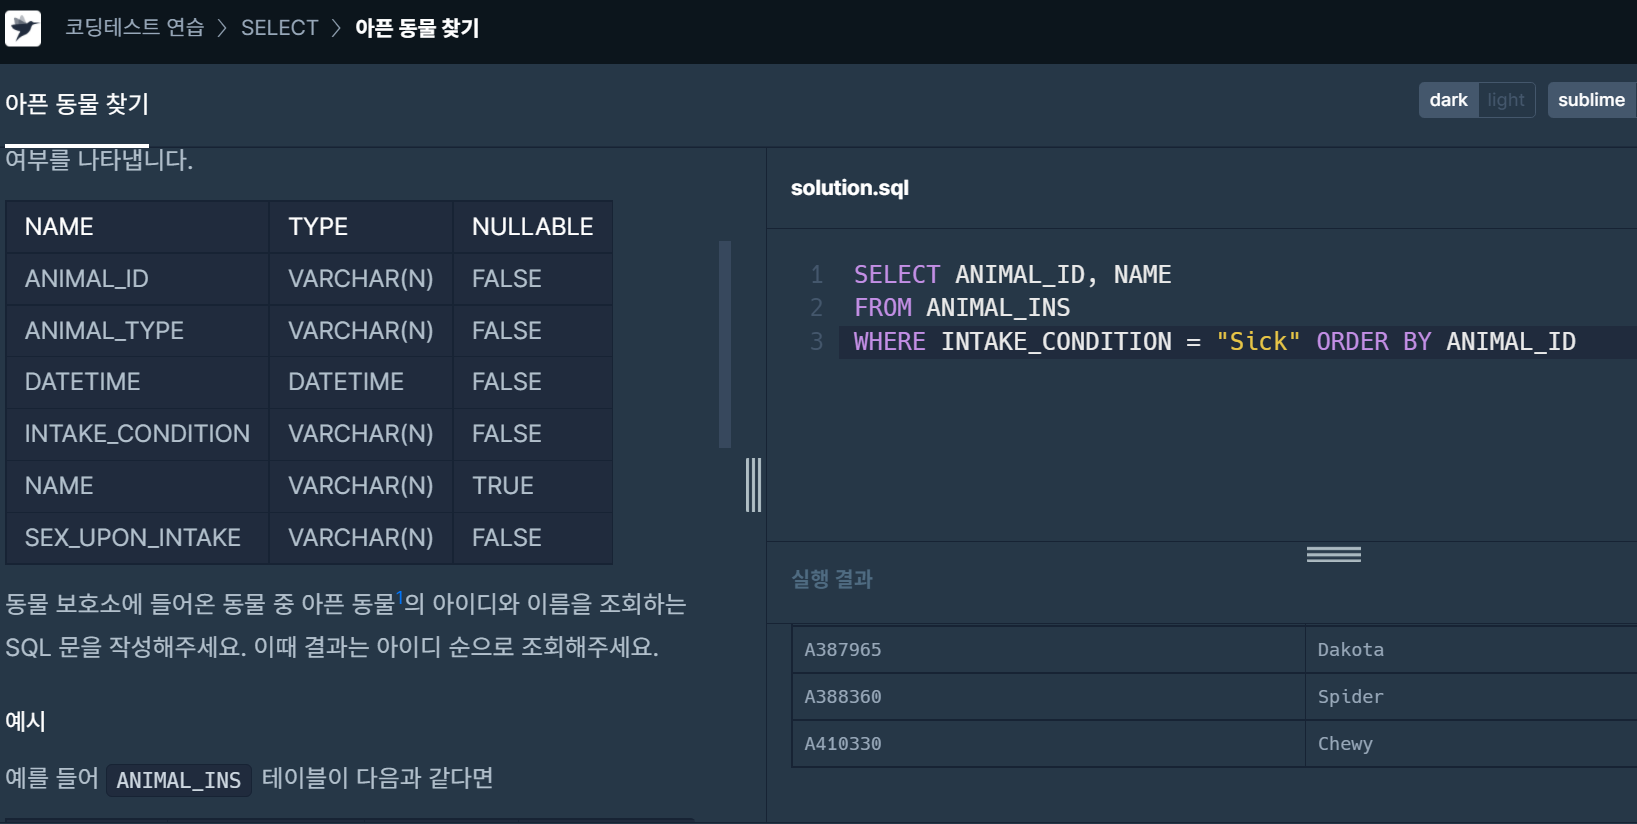 코딩테스트 연습 > SELECT > 아픈 동물 찾기
아픈 동물 찾기
dark light sublime
여부를 나타냅니다.
NAME TYPE NULLABLE
ANIMAL_ID VARCHAR(N) FALSE
ANIMAL_TYPE VARCHAR(N) FALSE
DATETIME DATETIME FALSE
INTAKE_CONDITION VARCHAR(N) FALSE
NAME VARCHAR(N) TRUE
SEX_UPON_INTAKE VARCHAR(N) FALSE
동물 보호소에 들어온 동물 중 아픈 동물1의 아이디와 이름을 조회하는
SQL 문을 작성해주세요. 이때 결과는 아이디 순으로 조회해주세요.
예시
예를 들어 ANIMAL_INS 테이블이 다음과 같다면
solution.sql
1 SELECT ANIMAL_ID, NAME
2 FROM ANIMAL_INS
3 WHERE INTAKE_CONDITION = "Sick" ORDER BY ANIMAL_ID
실행 결과
A387965 Dakota
A388360 Spider
A410330 Chewy